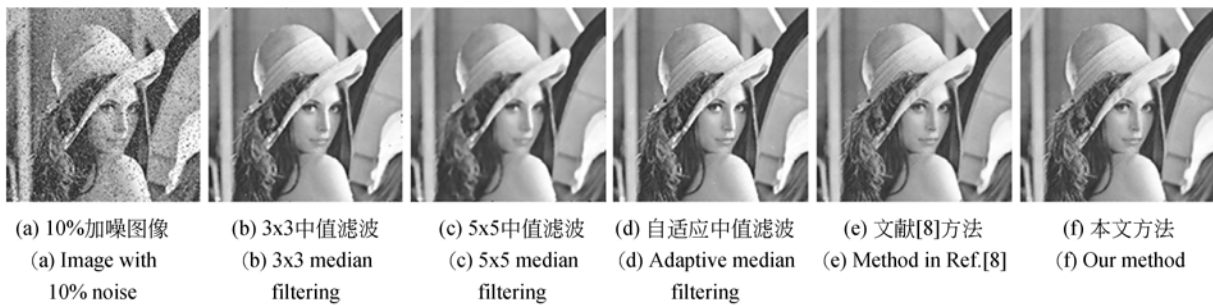 (a) 10%加噪图像
(a) Image with
10% noise
(b) 3x3中值滤波
(b) 3x3 median
filtering
(c) 5x5中值滤波
(c) 5x5 median
filtering
(d) 自适应中值滤波
(d) Adaptive median
filtering
(e) 文献[8]方法
(e) Method in Ref.[8]
(f) 本文方法
(f) Our method